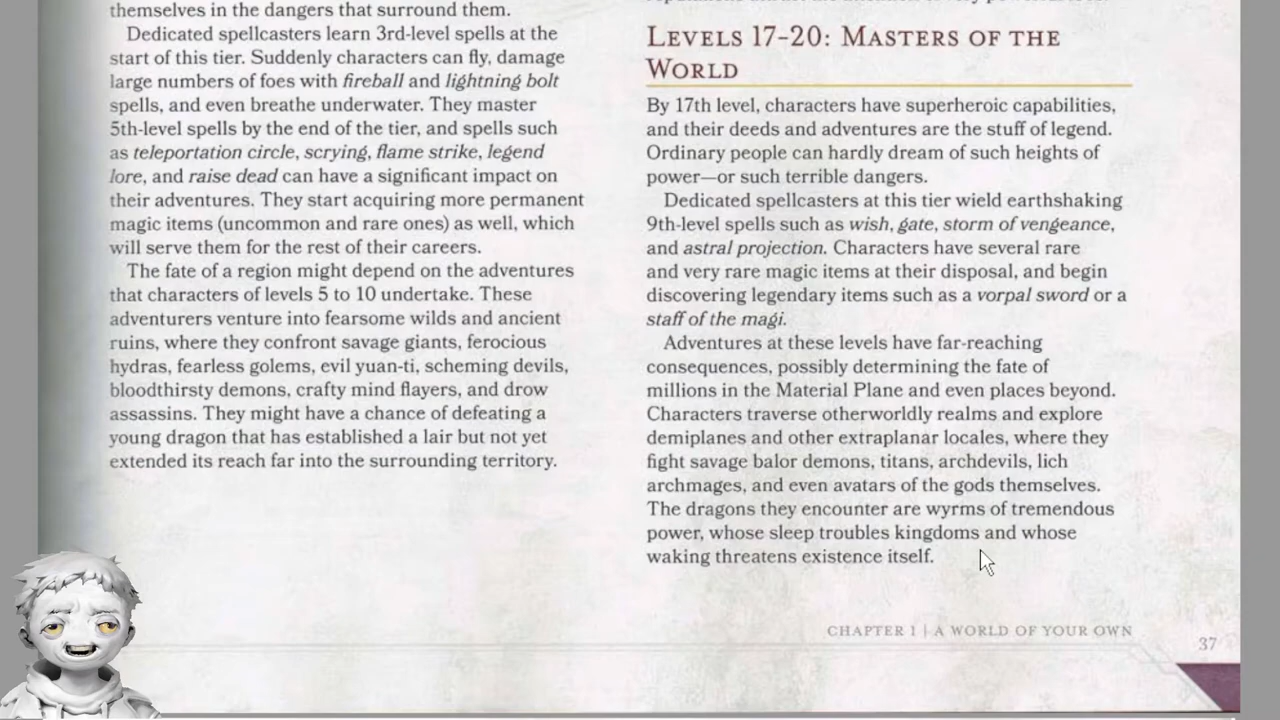 themselves in the dangers that surround them.
Dedicated spellcasters learn 3rd-level spells at the
start of this tier. Suddenly characters can fly, damage
large numbers of foes with fireball and lightning bolt
spells, and even breathe underwater. They master
5th-level spells by the end of the tier, and spells such
as teleportation circle, scrying, flame strike, legend
lore, and raise dead can have a significant impact on
their adventures. They start acquiring more permanent
magic items (uncommon and rare ones) as well, which
will serve them for the rest of their careers.
The fate of a region might depend on the adventures
that characters of levels 5 to 10 undertake. These
adventurers venture into fearsome wilds and ancient
ruins, where they confront savage giants, ferocious
hydras, fearless golems, evil yuan-ti, scheming devils,
bloodthirsty demons, crafty mind flayers, and drow
assassins. They might have a chance of defeating a
young dragon that has established a lair but not yet
extended its reach far into the surrounding territory.
Levels 17-20: Masters of the
World
By 17th level, characters have superheroic capabilities,
and their deeds and adventures are the stuff of legend.
Ordinary people can hardly dream of such heights of
power—or such terrible dangers.
Dedicated spellcasters at this tier wield earthshaking
9th-level spells such as wish, gate, storm of vengeance,
and astral projection. Characters have several rare
and very rare magic items at their disposal, and begin
discovering legendary items such as a vorpal sword or a
staff of the magi.
Adventures at these levels have far-reaching
consequences, possibly determining the fate of
millions in the Material Plane and even places beyond.
Characters traverse otherworldly realms and explore
demiplanes and other extraplanar locales, where they
fight savage balor demons, titans, archdevils, lich
archmages, and even avatars of the gods themselves.
The dragons they encounter are wyrms of tremendous
power, whose sleep troubles kingdoms and whose
waking threatens existence itself.
CHAPTER 1 | A WORLD OF YOUR OWN
37